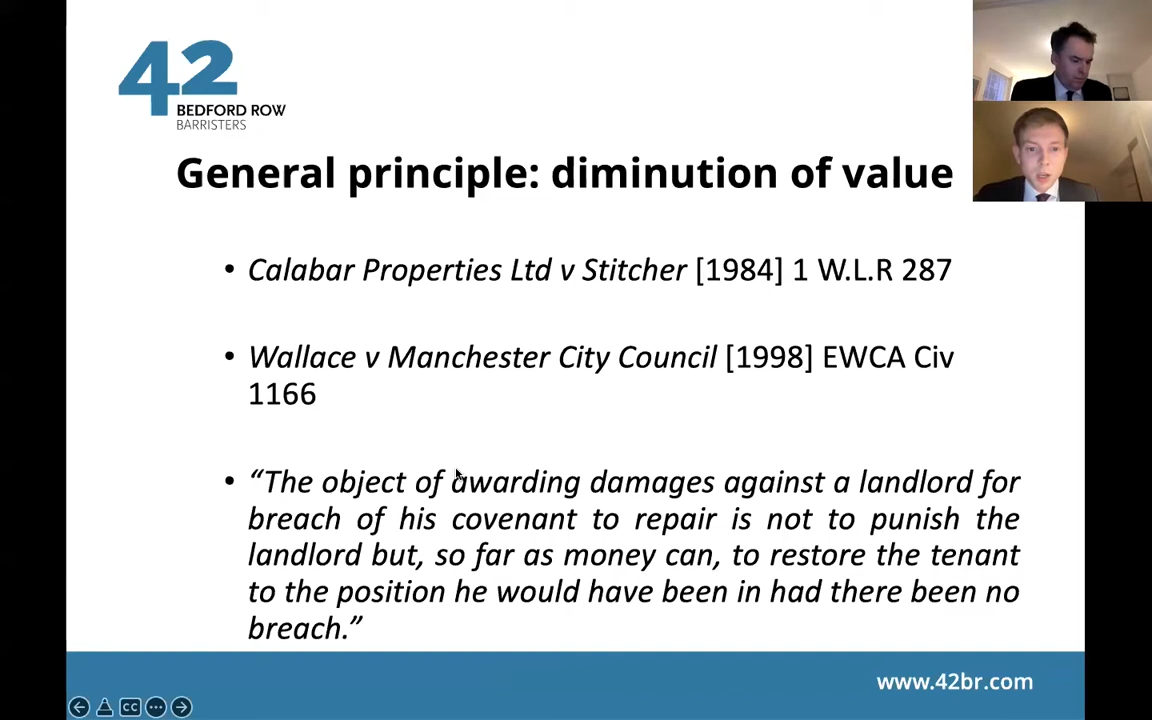 42
BEDFORD ROW
BARRISTERS
General principle: diminution of value
• Calabar Properties Ltd v Stitcher [1984] 1 W.L.R 287
• Wallace v Manchester City Council [1998] EWCA Civ
1166
• “The object of awarding damages against a landlord for
breach of his covenant to repair is not to punish the
landlord but, so far as money can, to restore the tenant
to the position he would have been in had there been no
breach.”
www.42br.com
CC